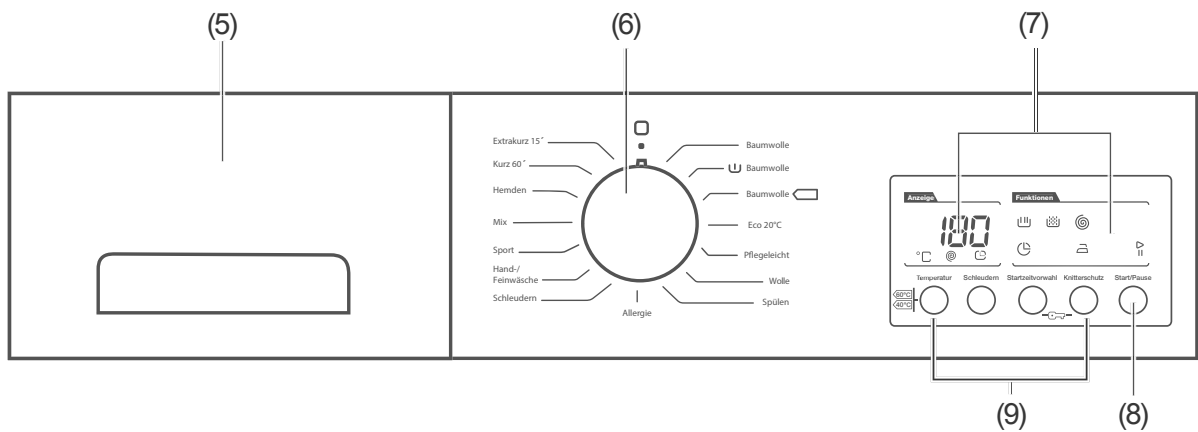 (5)
(6)
(7)
Extrakurz 15´
Kurz 60´
Hemden
Mix
Sport
Hand-/
Feinwäsche
Schleudern
Allergie
Baumwolle
Baumwolle
Baumwolle
Eco 20°C
Pflegeleicht
Wolle
Spülen
Anzeige
Funktionen
180
°C
Temperatur
Schleudern
Startzeitvorwahl
Knitterschutz
Start/Pause
60°C
40°C
(9)
(8)